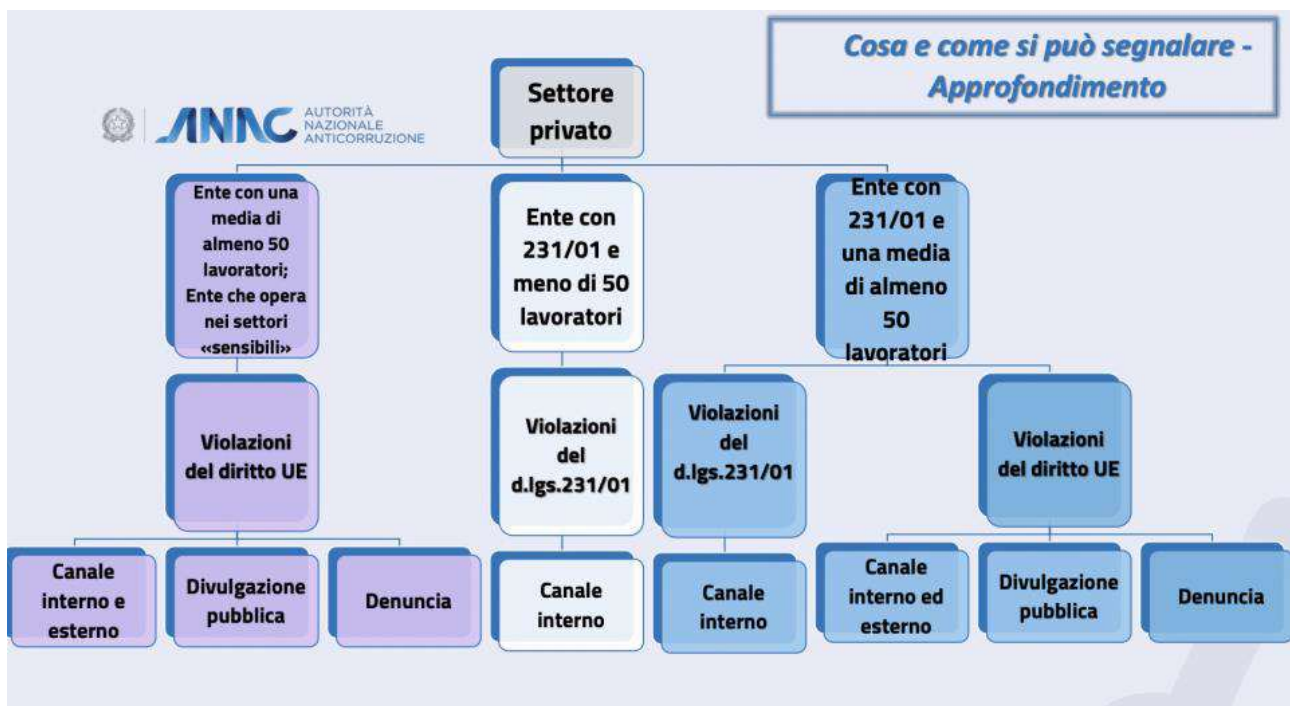 Cosa e come si può segnalare -
Approfondimento
ANAC
AUTORITÀ
NAZIONALE
ANTICORRUZIONE
Settore
privato
Ente con una
media di
almeno 50
lavoratori;
Ente che opera
nei settori
«sensibili»
Ente con
231/01 e
meno di 50
lavoratori
Ente con
231/01 e
una media
di almeno
50
lavoratori
Violazioni
del diritto UE
Violazioni
del
d.lgs.231/01
Violazioni
del
d.lgs.231/01
Violazioni
del diritto UE
Canale
interno e
esterno
Divulgazione
pubblica
Denuncia
Canale
interno
Canale
interno
Canale
interno ed
esterno
Divulgazione
pubblica
Denuncia